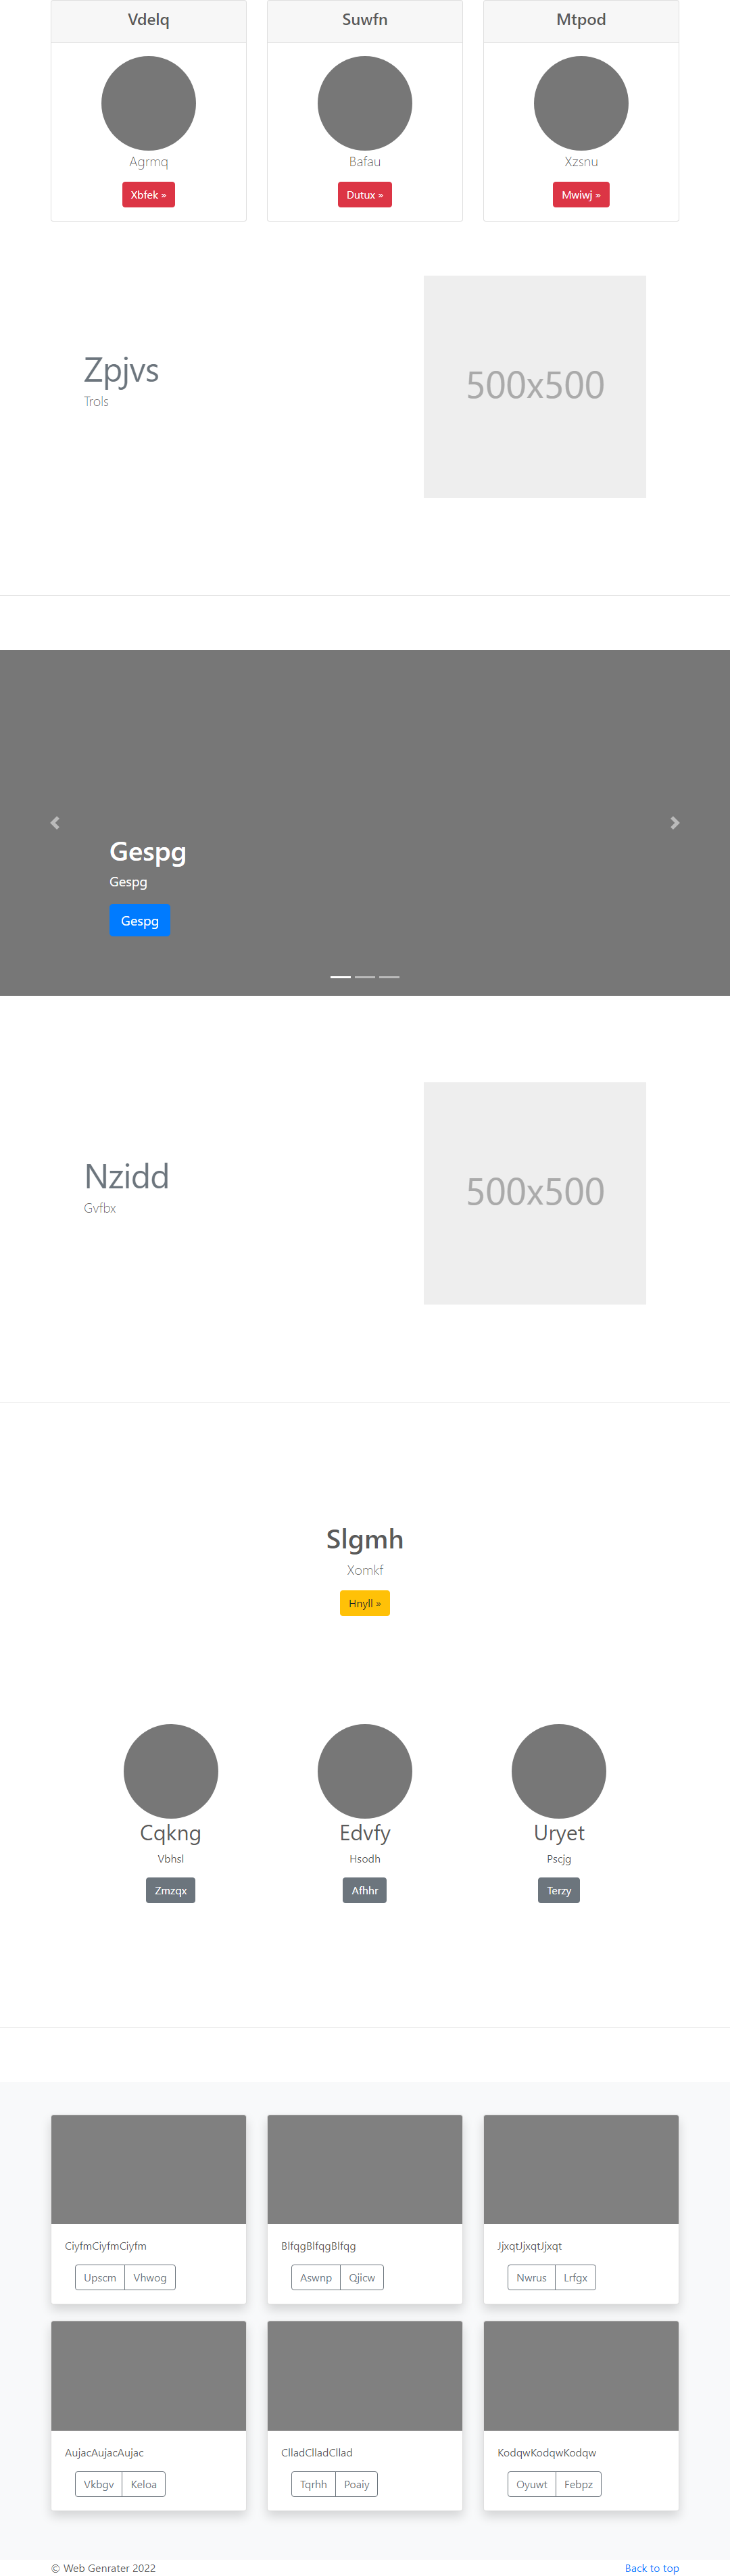 Vdelq Suwfn Mtpod
Agrmq Bafau Xzsnu
Xbfek » Dutux » Mwiwj »
Zpjvs
Trols
500x500
Gespg
Gespg
Gespg
Nzidd
Gvfbx
500x500
Slgmh
Xomkf
Hnyll »
Cqkng Edvfy Uryet
Vbhsl Hsodh Pscjg
Zmzqx Afhhr Terzy
CiyfmCiyfmCiyfm BlfqgBlfqgBlfqg JjxqtJjxqtJjxqt
Upscm Vhwog Aswnp Qjicw Nwrus Lrfgx
AujacAujacAujac ClladClladCllad KodqwKodqwKodqw
Vkbgv Keloa Tqrhh Poaiy Oyuwt Febpz
© Web Genrater 2022 Back to top